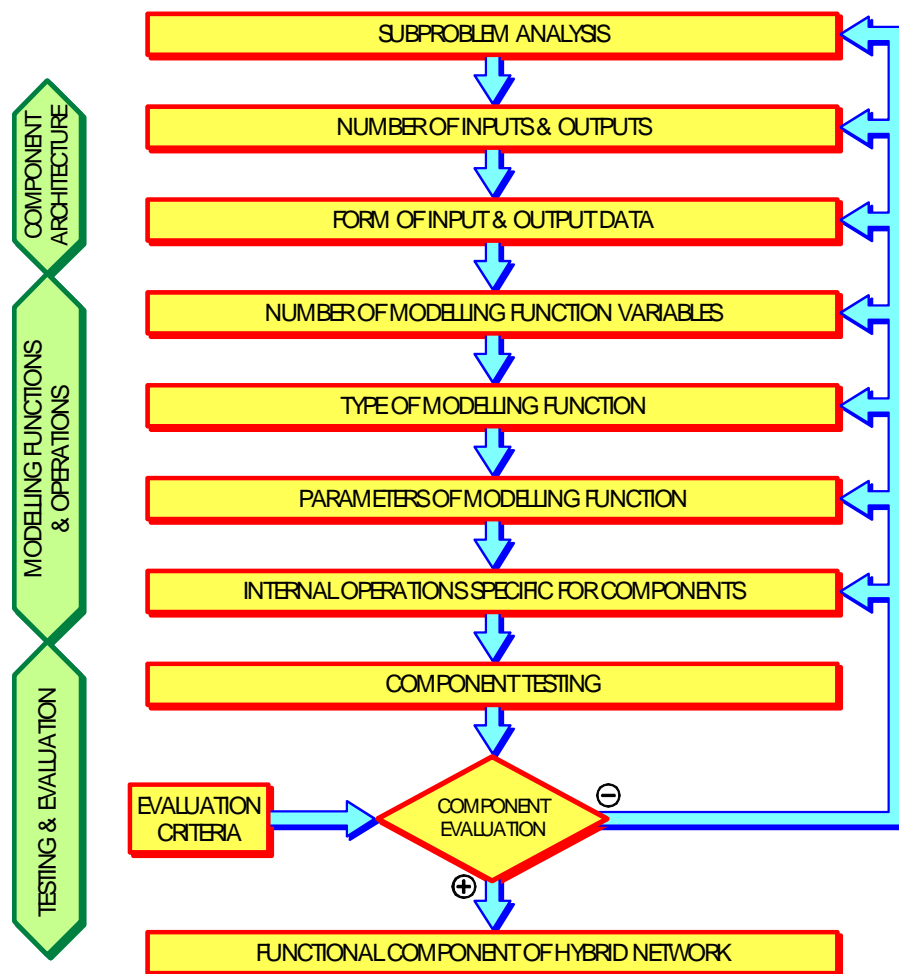 SUBPROBLEM ANALYSIS
NUMBER OF INPUTS & OUTPUTS
FORM OF INPUT & OUTPUT DATA
NUMBER OF MODELLING FUNCTION VARIABLES
TYPE OF MODELLING FUNCTION
PARAMETERS OF MODELLING FUNCTION
INTERNAL OPERATIONS SPECIFIC FOR COMPONENTS
COMPONENT TESTING
EVALUATION
CRITERIA
COMPONENT
EVALUATION
−
+
FUNCTIONAL COMPONENT OF HYBRID NETWORK
COMPONENT
ARCHITECTURE
MODELLING FUNCTIONS
& OPERATIONS
TESTING & EVALUATION